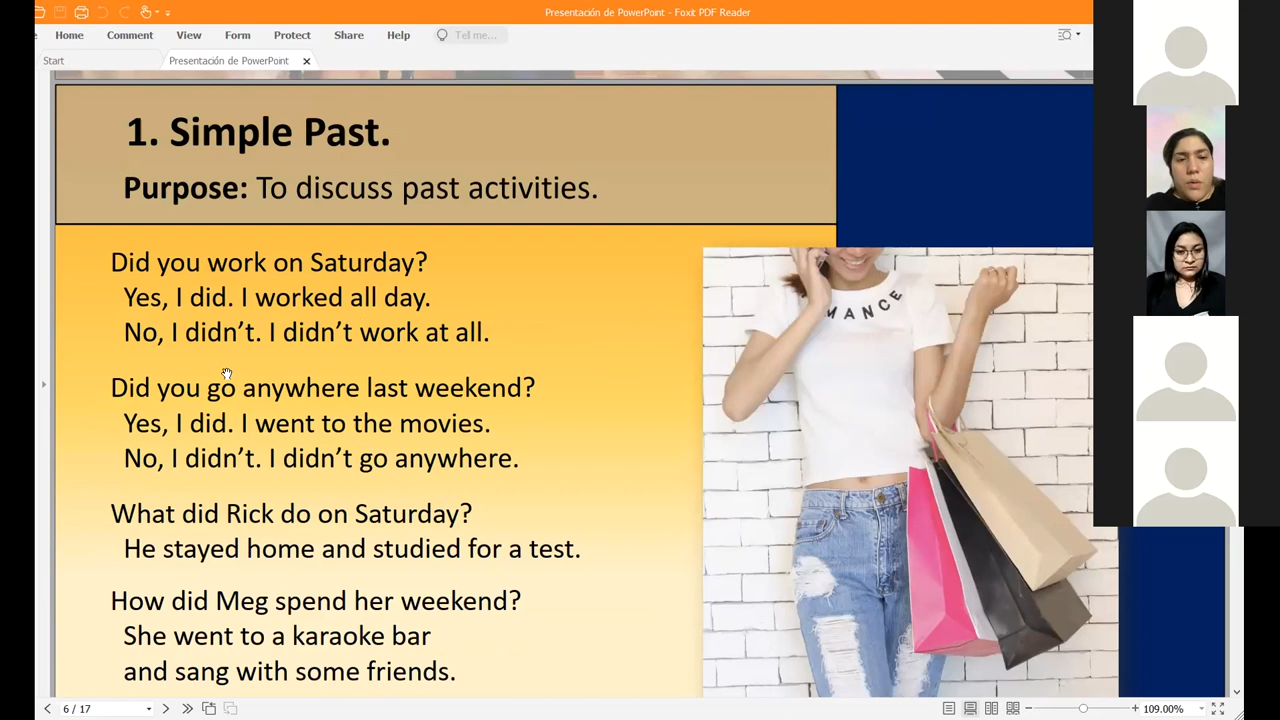 Presentación de PowerPoint - Foxit PDF Reader
Home Comment View Form Protect Share Help Tell me...
Start Presentación de PowerPoint
1. Simple Past.
Purpose: To discuss past activities.
Did you work on Saturday?
Yes, I did. I worked all day.
No, I didn't. I didn't work at all.
Did you go anywhere last weekend?
Yes, I did. I went to the movies.
No, I didn't. I didn't go anywhere.
What did Rick do on Saturday?
He stayed home and studied for a test.
How did Meg spend her weekend?
She went to a karaoke bar
and sang with some friends.
MANCE
6 / 17
109.00%